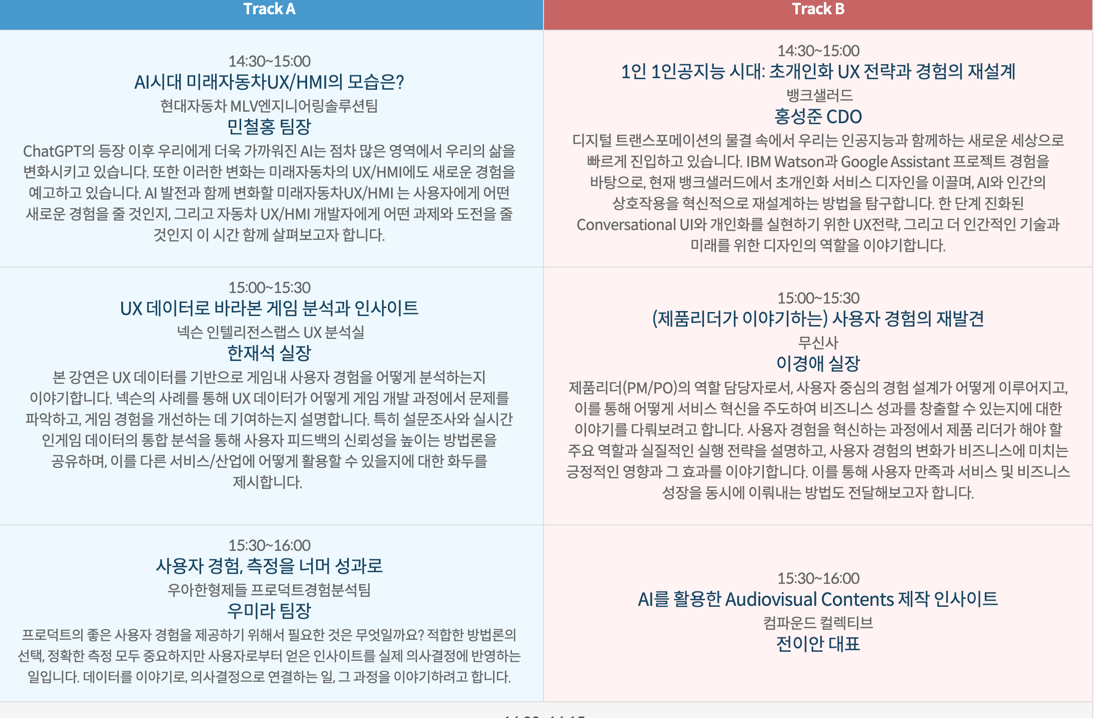 Track A
14:30~15:00
AI시대 미래자동차UX/HMI의 모습은?
현대자동차 MLV엔지니어링솔루션팀
민철홍 팀장
ChatGPT의 등장 이후 우리에게 더욱 가까워진 AI는 점차 많은 영역에서 우리의 삶을
변화시키고 있습니다. 또한 이러한 변화는 미래자동차의 UX/HMI에도 새로운 경험을
예고하고 있습니다. AI 발전과 함께 변화할 미래자동차UX/HMI 는 사용자에게 어떤
새로운 경험을 줄 것인지, 그리고 자동차 UX/HMI 개발자에게 어떤 과제와 도전을 줄
것인지 이 시간 함께 살펴보고자 합니다.
15:00~15:30
UX 데이터로 바라본 게임 분석과 인사이트
넥슨 인텔리전스랩스 UX 분석실
한재석 실장
본 강연은 UX 데이터를 기반으로 게임내 사용자 경험을 어떻게 분석하는지
이야기합니다. 넥슨의 사례를 통해 UX 데이터가 어떻게 게임 개발 과정에서 문제를
파악하고, 게임 경험을 개선하는 데 기여하는지 설명합니다. 특히 설문조사와 실시간
인게임 데이터의 통합 분석을 통해 사용자 피드백의 신뢰성을 높이는 방법론을
공유하며, 이를 다른 서비스/산업에 어떻게 활용할 수 있을지에 대한 화두를
제시합니다.
15:30~16:00
사용자 경험, 측정을 너머 성과로
우아한형제들 프로덕트경험분석팀
우미라 팀장
프로덕트의 좋은 사용자 경험을 제공하기 위해서 필요한 것은 무엇일까요? 적합한 방법론의
선택, 정확한 측정 모두 중요하지만 사용자로부터 얻은 인사이트를 실제 의사결정에 반영하는
일입니다. 데이터를 이야기로, 의사결정으로 연결하는 일, 그 과정을 이야기하려고 합니다.
Track B
14:30~15:00
1인 1인공지능 시대: 초개인화 UX 전략과 경험의 재설계
뱅크샐러드
홍성준 CDO
디지털 트랜스포메이션의 물결 속에서 우리는 인공지능과 함께하는 새로운 세상으로
빠르게 진입하고 있습니다. IBM Watson과 Google Assistant 프로젝트 경험을
바탕으로, 현재 뱅크샐러드에서 초개인화 서비스 디자인을 이끌며, AI와 인간의
상호작용을 혁신적으로 재설계하는 방법을 탐구합니다. 한 단계 진화된
Conversational UI와 개인화를 실현하기 위한 UX전략, 그리고 더 인간적인 기술과
미래를 위한 디자인의 역할을 이야기합니다.
15:00~15:30
(제품리더가 이야기하는) 사용자 경험의 재발견
무신사
이경애 실장
제품리더(PM/PO)의 역할 담당자로서, 사용자 중심의 경험 설계가 어떻게 이루어지고,
이를 통해 어떻게 서비스 혁신을 주도하여 비즈니스 성과를 창출할 수 있는지에 대한
이야기를 다뤄보려고 합니다. 사용자 경험을 혁신하는 과정에서 제품 리더가 해야 할
주요 역할과 실질적인 실행 전략을 설명하고, 사용자 경험의 변화가 비즈니스에 미치는
긍정적인 영향과 그 효과를 이야기합니다. 이를 통해 사용자 만족과 서비스 및 비즈니스
성장을 동시에 이뤄내는 방법도 전달해보고자 합니다.
15:30~16:00
AI를 활용한 Audiovisual Contents 제작 인사이트
컴파운드 컬렉티브
전이안 대표